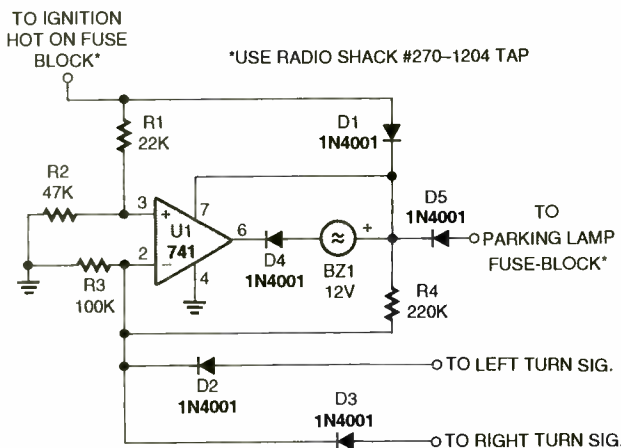 TO IGNITION
HOT ON FUSE
BLOCK*
*USE RADIO SHACK #270–1204 TAP
R1
22K
D1
1N4001
R2
47K
3
+
U1
741
7
6
D5
1N4001
TO
PARKING LAMP
FUSE-BLOCK*
+
≈
BZ1
12V
D4
1N4001
2
−
4
R3
100K
R4
220K
D2
1N4001
TO LEFT TURN SIG.
D3
1N4001
TO RIGHT TURN SIG.